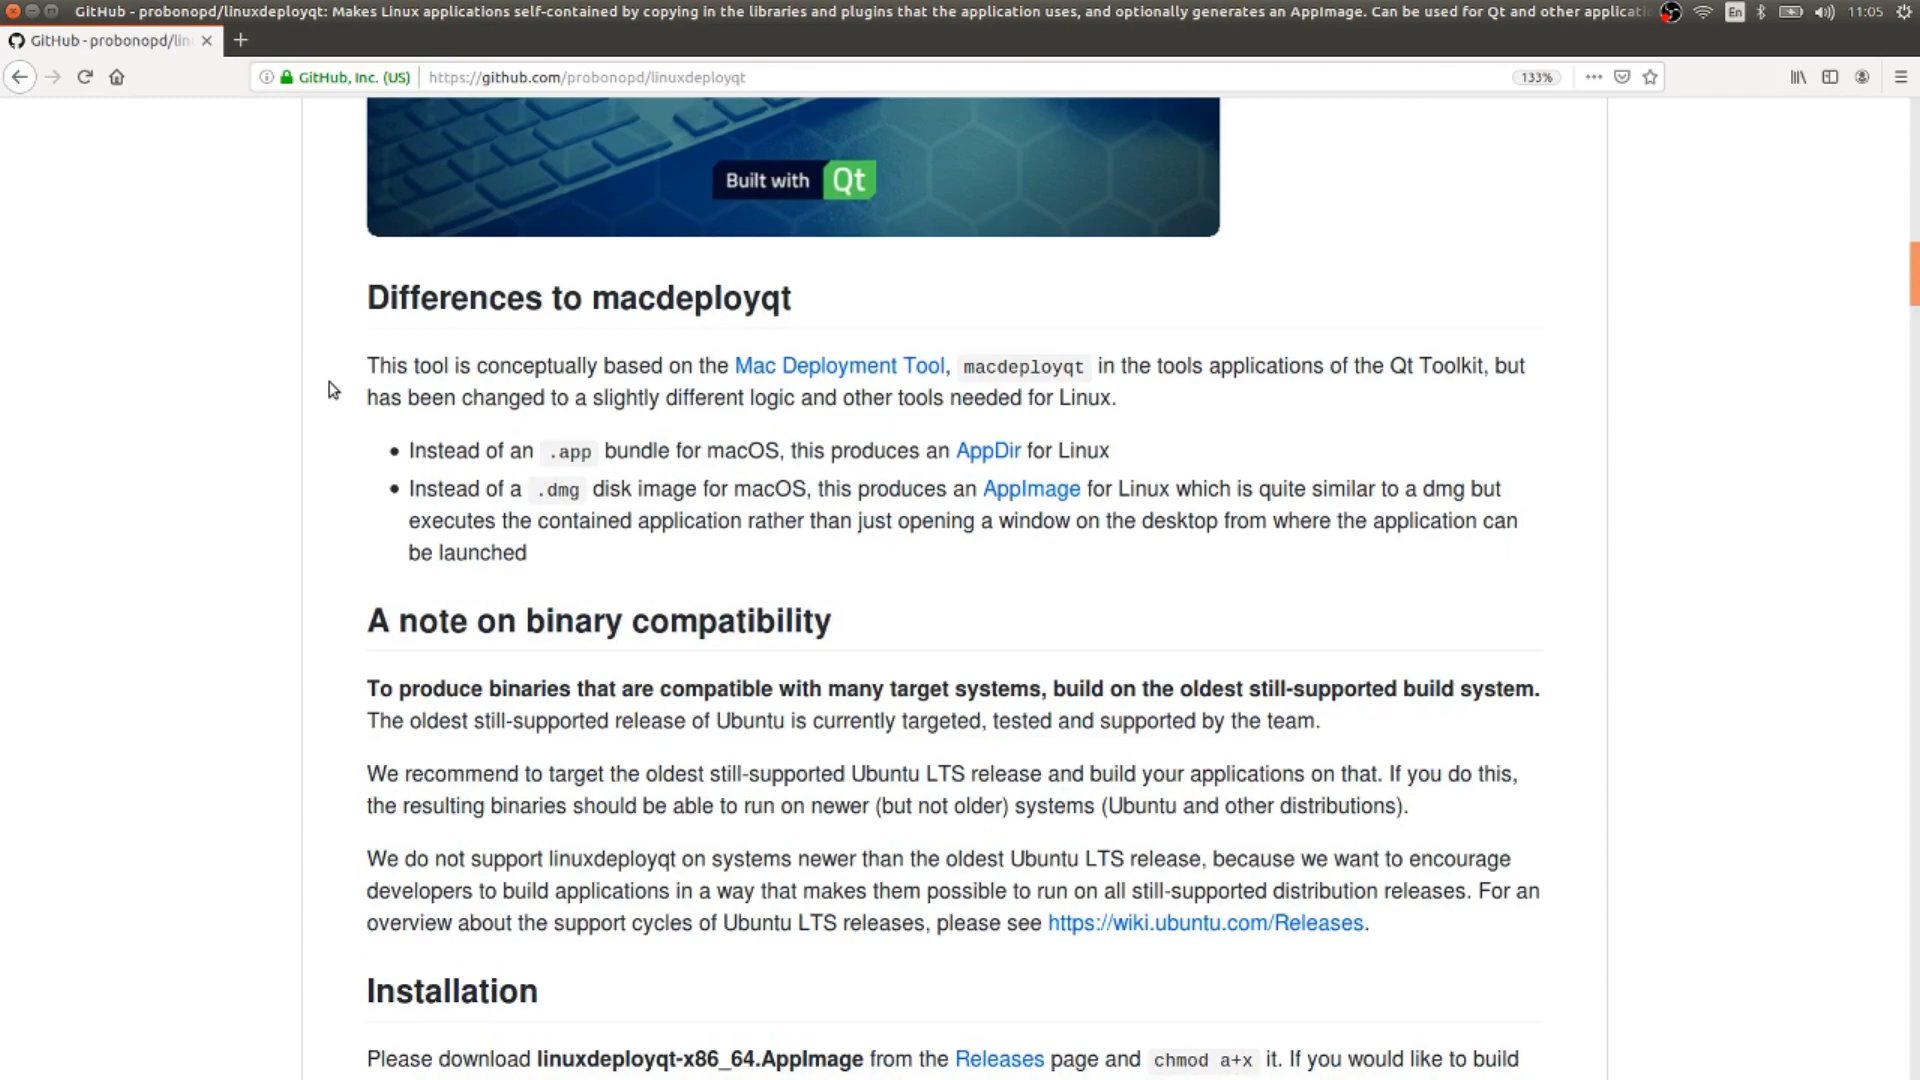 GitHub - probonopd/linuxdeployqt: Makes Linux applications self-contained by copying in the libraries and plugins that the application uses, and optionally generates an AppImage. Can be used for Qt and other applicati
En
11:05
GitHub - probonopd/lin
GitHub, Inc. (US)
https://github.com/probonopd/linuxdeployqt
133%
Built with Qt
Differences to macdeployqt
This tool is conceptually based on the Mac Deployment Tool, macdeployqt in the tools applications of the Qt Toolkit, but
has been changed to a slightly different logic and other tools needed for Linux.
• Instead of an .app bundle for macOS, this produces an AppDir for Linux
• Instead of a .dmg disk image for macOS, this produces an AppImage for Linux which is quite similar to a dmg but
executes the contained application rather than just opening a window on the desktop from where the application can
be launched
A note on binary compatibility
To produce binaries that are compatible with many target systems, build on the oldest still-supported build system.
The oldest still-supported release of Ubuntu is currently targeted, tested and supported by the team.
We recommend to target the oldest still-supported Ubuntu LTS release and build your applications on that. If you do this,
the resulting binaries should be able to run on newer (but not older) systems (Ubuntu and other distributions).
We do not support linuxdeployqt on systems newer than the oldest Ubuntu LTS release, because we want to encourage
developers to build applications in a way that makes them possible to run on all still-supported distribution releases. For an
overview about the support cycles of Ubuntu LTS releases, please see https://wiki.ubuntu.com/Releases.
Installation
Please download linuxdeployqt-x86_64.AppImage from the Releases page and chmod a+x it. If you would like to build